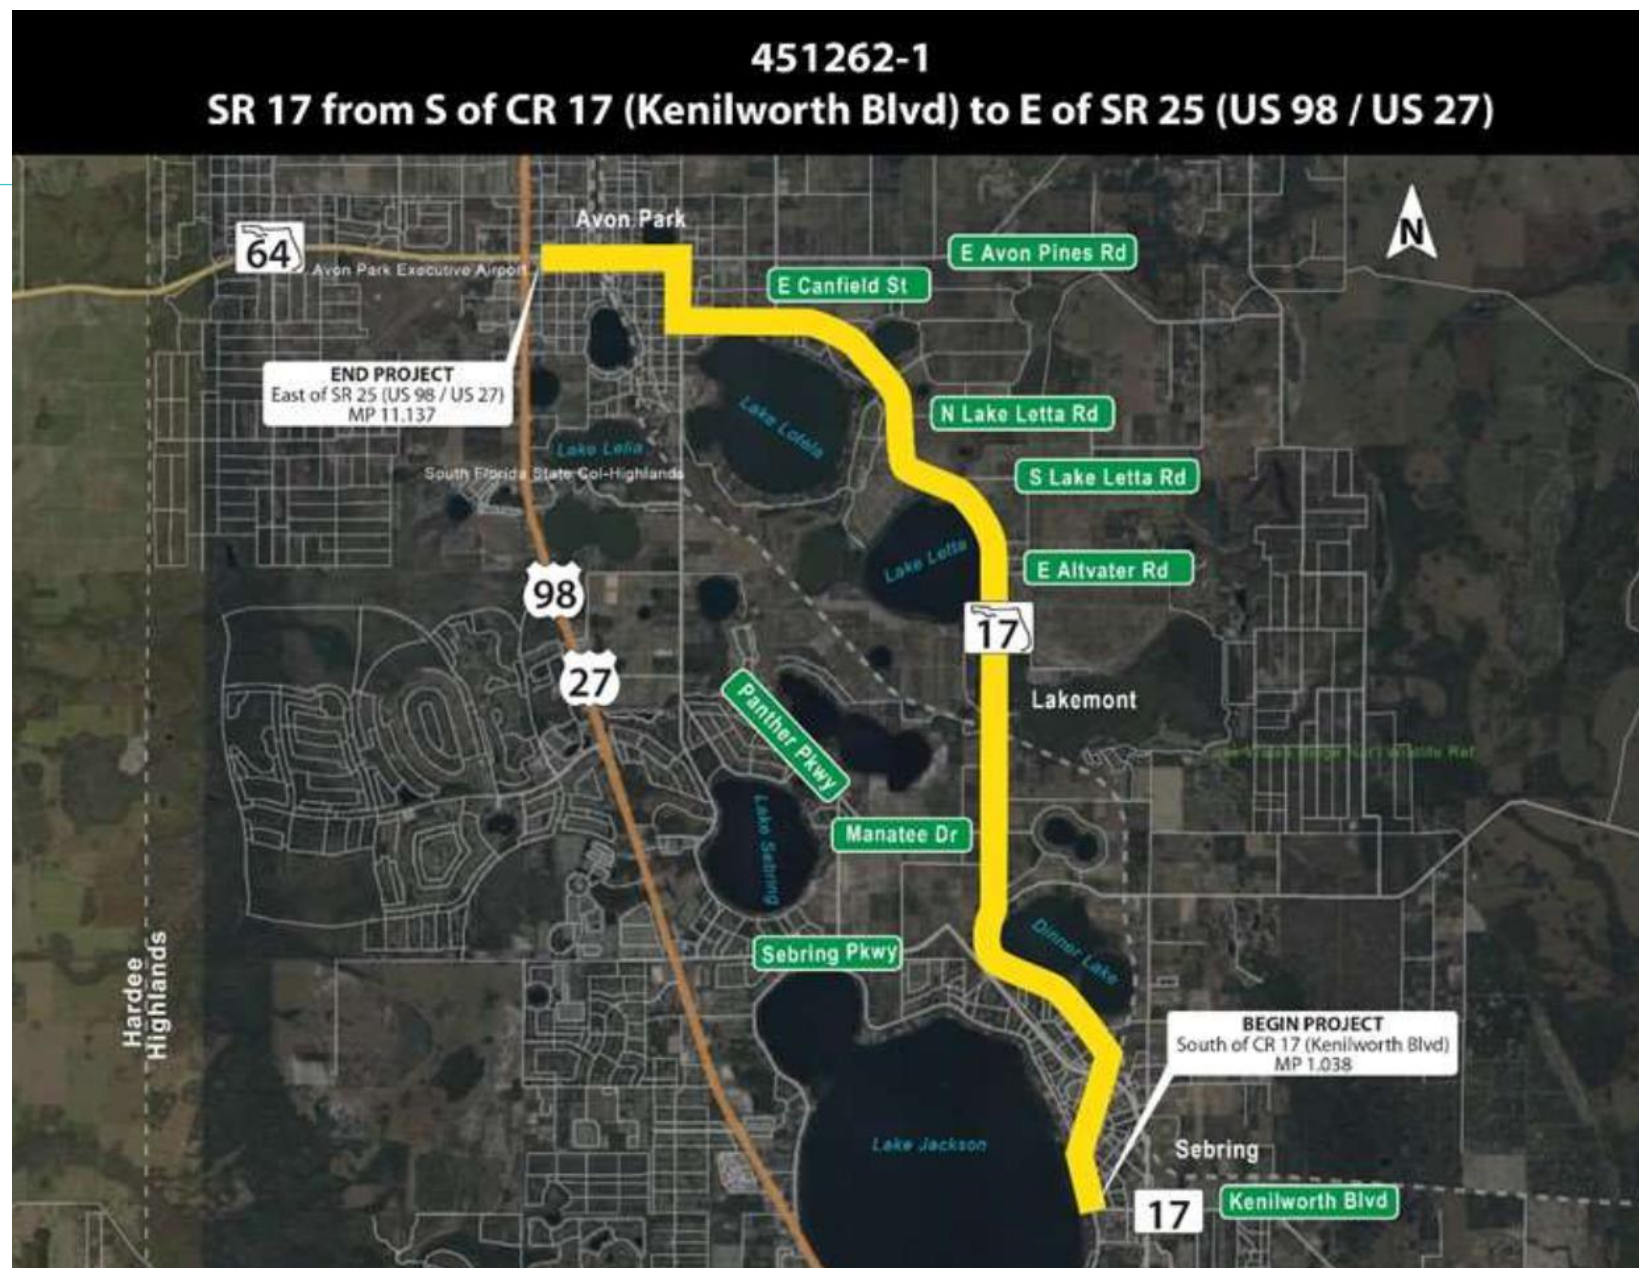 451262-1
SR 17 from S of CR 17 (Kenilworth Blvd) to E of SR 25 (US 98 / US 27)
Avon Park
N
64
Avon Park Executive Airport
E Avon Pines Rd
E Canfield St
END PROJECT
East of SR 25 (US 98 / US 27)
MP 11.137
Lake Lotela
N Lake Letta Rd
Lake Lelia
South Florida State Col-Highlands
S Lake Letta Rd
Lake Letta
E Altvater Rd
98
17
27
Lakemont
Panther Pkwy
Wildlife Ref
Manatee Dr
Lake Sebring
Sebring Pkwy
Dinner Lake
Hardee
Highlands
BEGIN PROJECT
South of CR 17 (Kenilworth Blvd)
MP 1.038
Lake Jackson
Sebring
17
Kenilworth Blvd